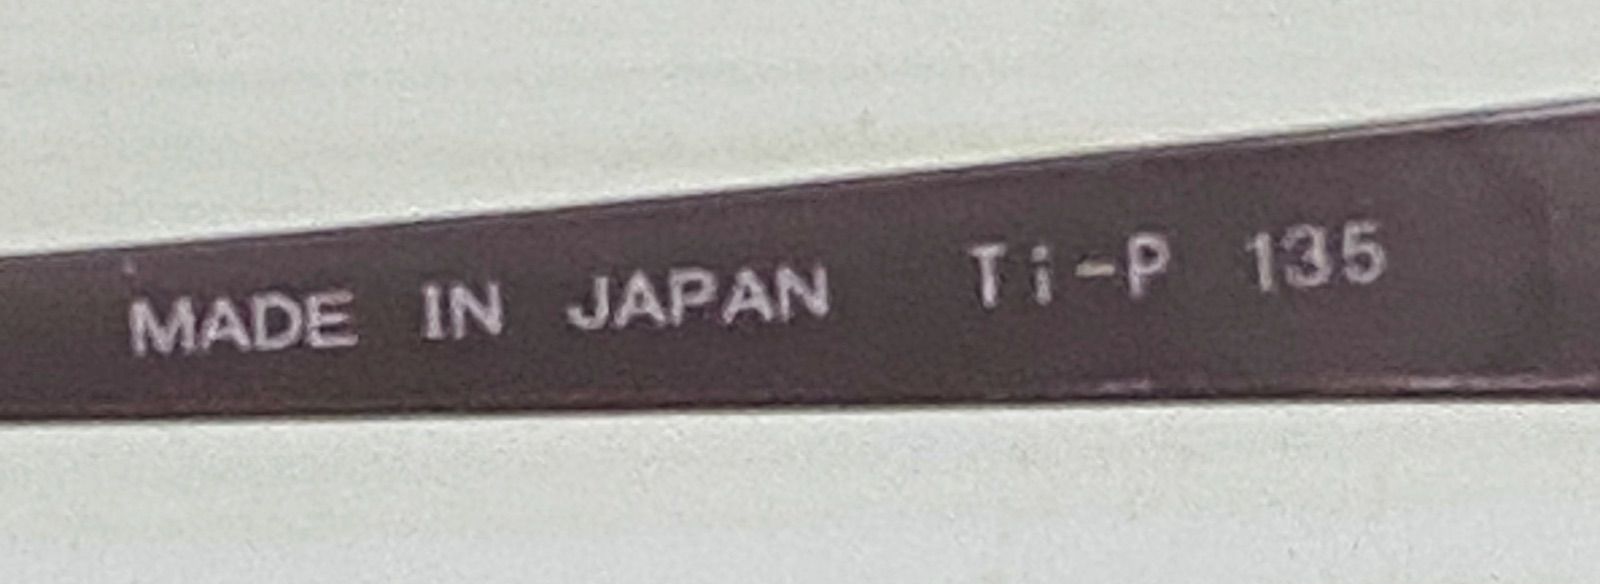 MADE IN JAPAN Ti-P 135